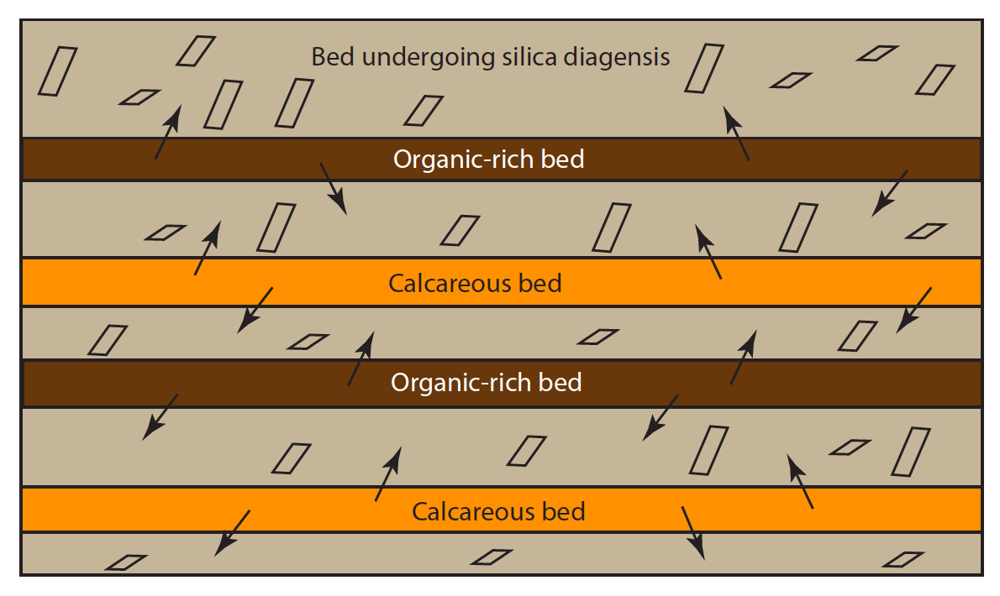 Bed undergoing silica diagensis
Organic-rich bed
Calcareous bed
Organic-rich bed
Calcareous bed